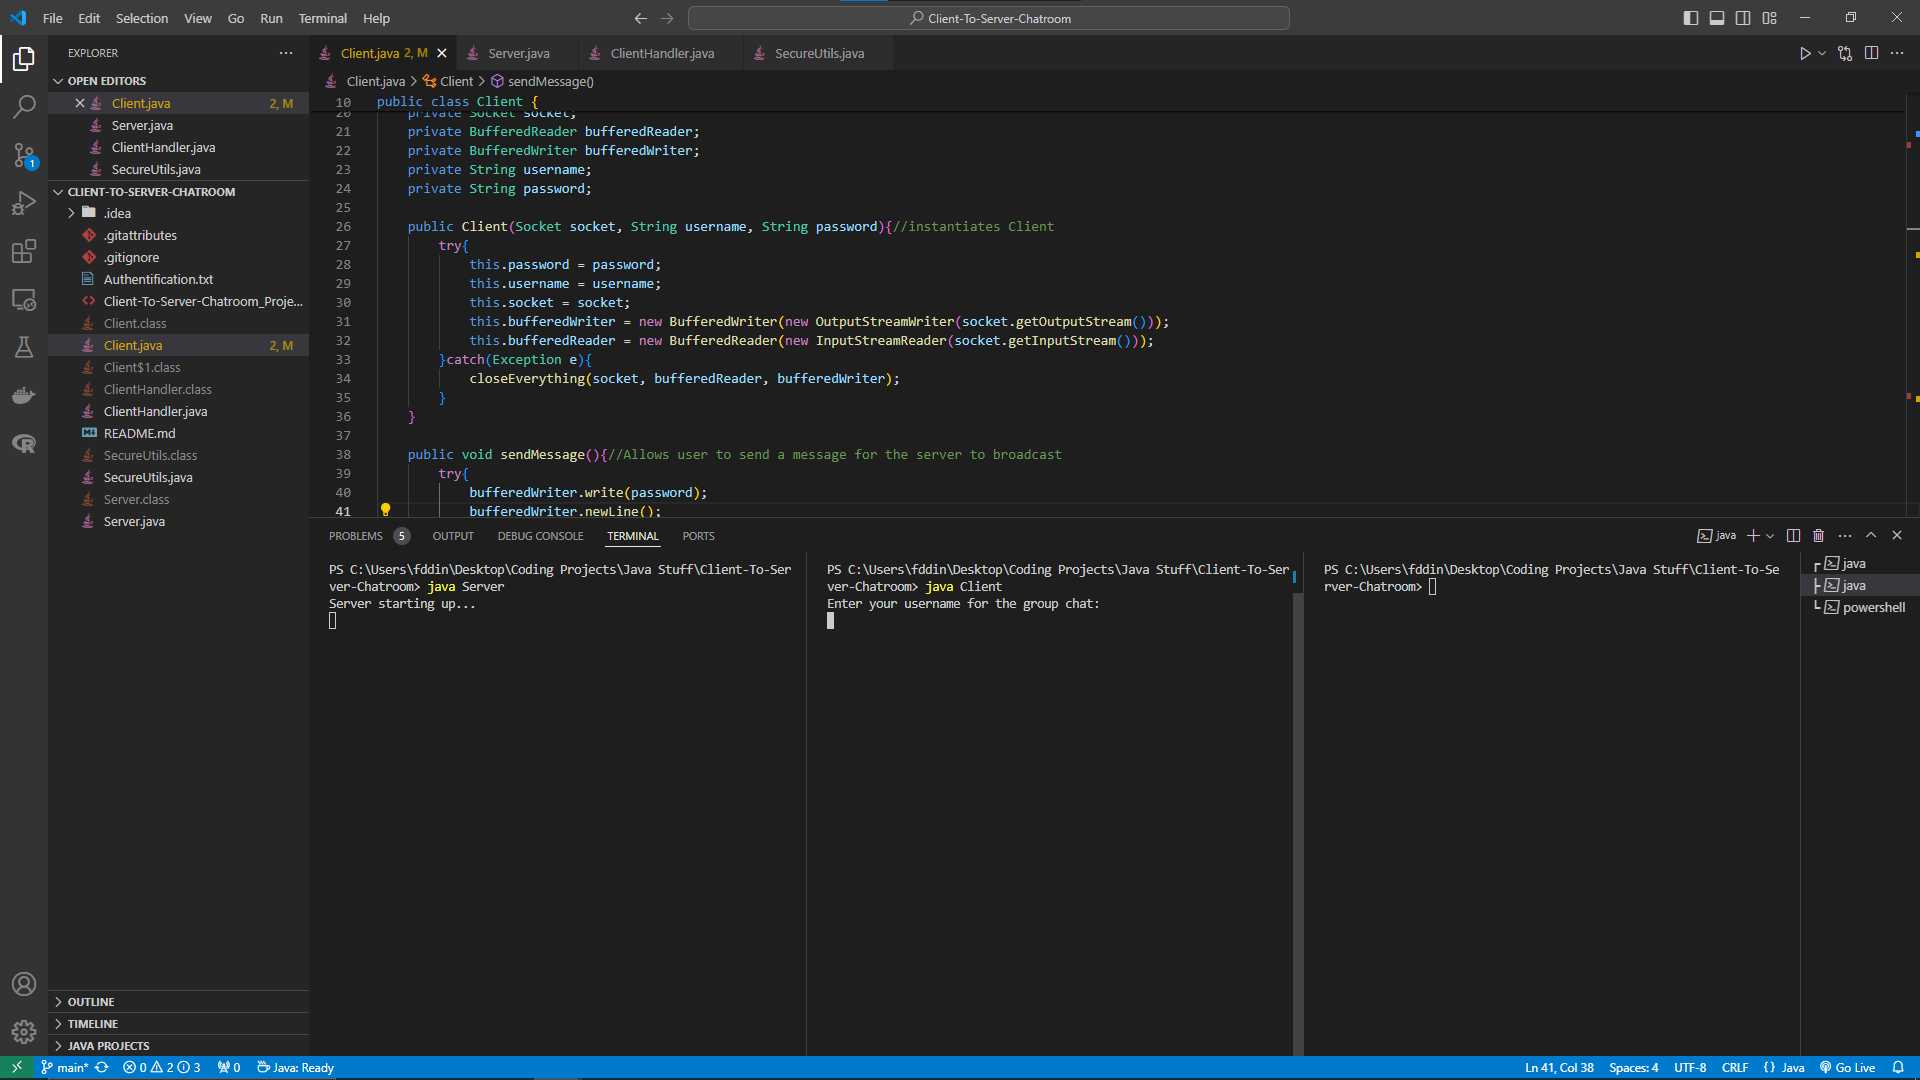 File Edit Selection View Go Run Terminal Help
Client-To-Server-Chatroom
EXPLORER
OPEN EDITORS
Client.java 2, M
Server.java
ClientHandler.java
SecureUtils.java
CLIENT-TO-SERVER-CHATROOM
.idea
.gitattributes
.gitignore
Authentification.txt
Client-To-Server-Chatroom_Proje...
Client.class
Client.java 2, M
Client$1.class
ClientHandler.class
ClientHandler.java
README.md
SecureUtils.class
SecureUtils.java
Server.class
Server.java
OUTLINE
TIMELINE
JAVA PROJECTS
1
Client.java 2, M Server.java ClientHandler.java SecureUtils.java
Client.java > Client > sendMessage()
10 public class Client {
20 private Socket socket;
21 private BufferedReader bufferedReader;
22 private BufferedWriter bufferedWriter;
23 private String username;
24 private String password;
25
26 public Client(Socket socket, String username, String password){//instantiates Client
27 try{
28 this.password = password;
29 this.username = username;
30 this.socket = socket;
31 this.bufferedWriter = new BufferedWriter(new OutputStreamWriter(socket.getOutputStream()));
32 this.bufferedReader = new BufferedReader(new InputStreamReader(socket.getInputStream()));
33 }catch(Exception e){
34 closeEverything(socket, bufferedReader, bufferedWriter);
35 }
36 }
37
38 public void sendMessage(){//Allows user to send a message for the server to broadcast
39 try{
40 bufferedWriter.write(password);
41 bufferedWriter.newLine();
PROBLEMS 5 OUTPUT DEBUG CONSOLE TERMINAL PORTS
java
PS C:\Users\fddin\Desktop\Coding Projects\Java Stuff\Client-To-Ser
ver-Chatroom> java Server
Server starting up...
PS C:\Users\fddin\Desktop\Coding Projects\Java Stuff\Client-To-Ser
ver-Chatroom> java Client
Enter your username for the group chat:
PS C:\Users\fddin\Desktop\Coding Projects\Java Stuff\Client-To-Se
rver-Chatroom>
java
java
powershell
main* 0 2 3 0 Java: Ready
Ln 41, Col 38 Spaces: 4 UTF-8 CRLF {} Java Go Live